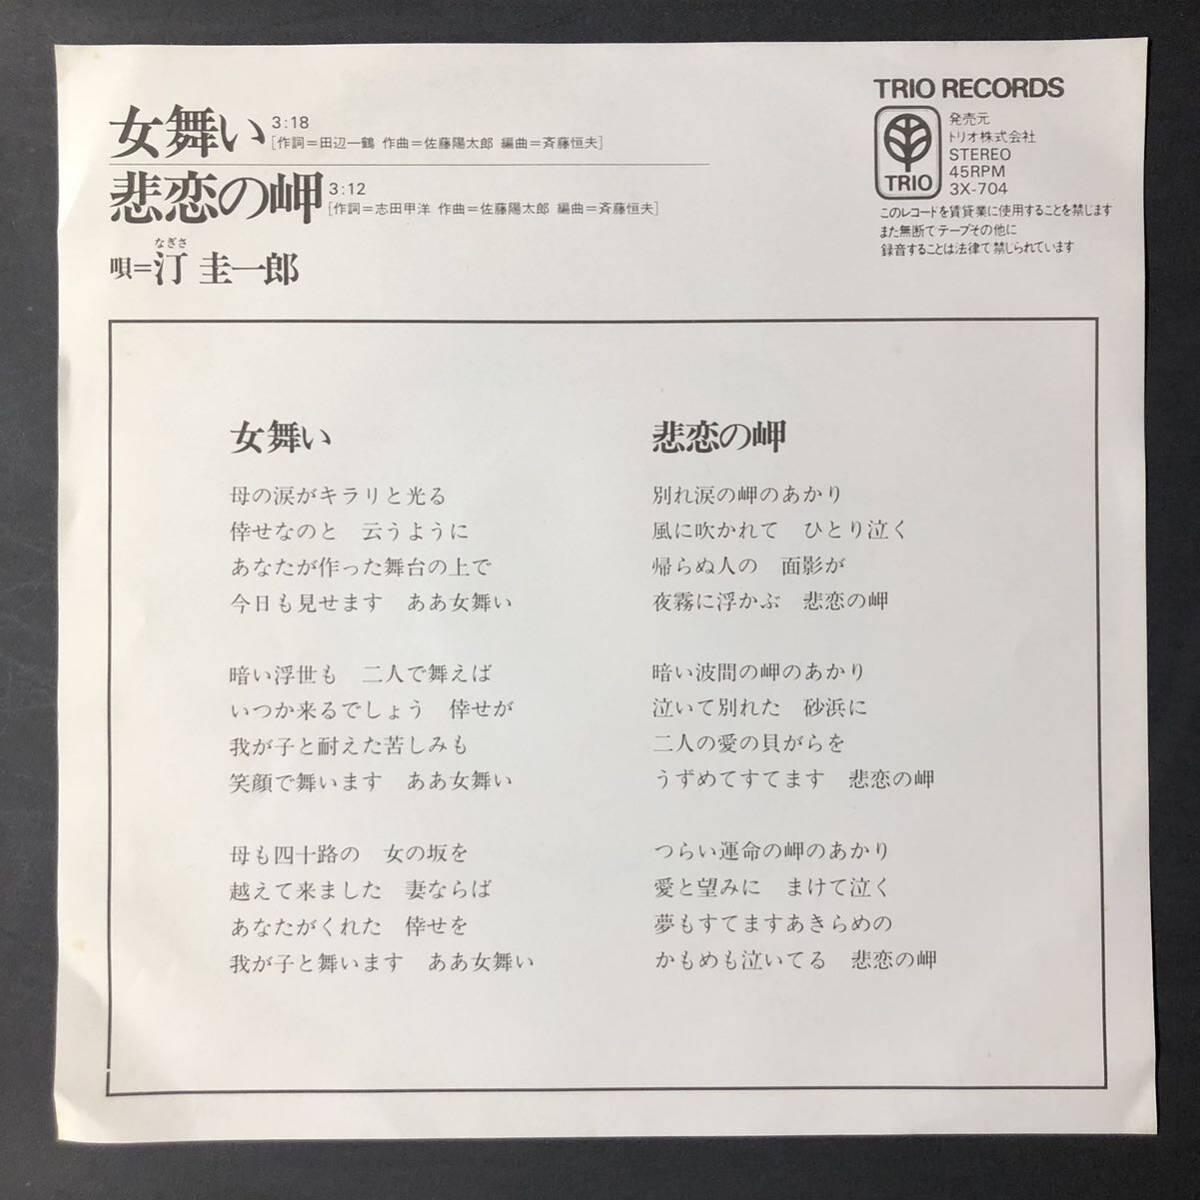 女舞い 3:18
[作詞=田辺一鶴 作曲=佐藤陽太郎 編曲=斉藤恒夫]
悲恋の岬 3:12
[作詞=志田甲洋 作曲=佐藤陽太郎 編曲=斉藤恒夫]
なぎさ
唄=汀 圭一郎
TRIO RECORDS
TRIO
発売元
トリオ株式会社
STEREO
45RPM
3X-704
このレコードを賃貸業に使用することを禁じます
また無断でテープその他に
録音することは法律で禁じられています
女舞い
母の涙がキラリと光る
倖せなのと 云うように
あなたが作った舞台の上で
今日も見せます ああ女舞い
暗い浮世も 二人で舞えば
いつか来るでしょう 倖せが
我が子と耐えた苦しみも
笑顔で舞います ああ女舞い
母も四十路の 女の坂を
越えて来ました 妻ならば
あなたがくれた 倖せを
我が子と舞います ああ女舞い
悲恋の岬
別れ涙の岬のあかり
風に吹かれて ひとり泣く
帰らぬ人の 面影が
夜霧に浮かぶ 悲恋の岬
暗い波間の岬のあかり
泣いて別れた 砂浜に
二人の愛の貝がらを
うずめてすてます 悲恋の岬
つらい運命の岬のあかり
愛と望みに まけて泣く
夢もすてますあきらめの
かもめも泣いてる 悲恋の岬